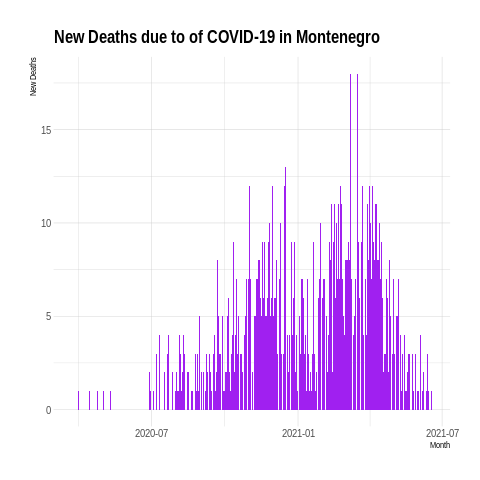 New Deaths due to of COVID-19 in Montenegro
New Deaths
15
10
5
0
2020-07
2021-01
2021-07
Month